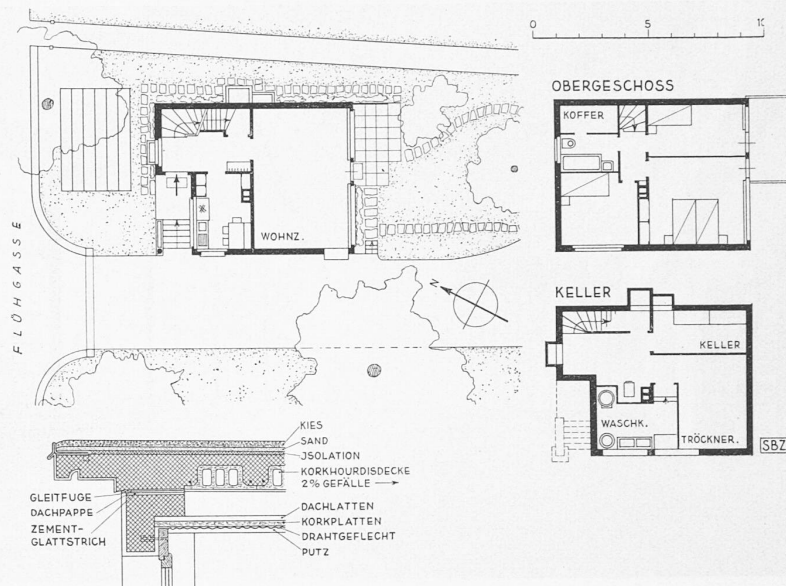 0 5 10
OBERGESCHOSS
KOFFER
WOHNZ.
FLÜHGASSE
N
KELLER
KELLER
WASCHK.
TRÖCKNER.
SBZ
KIES
SAND
JSOLATION
KORKHOURDISDECKE
2% GEFÄLLE
GLEITFUGE
DACHPAPPE
ZEMENT-
GLATTSTRICH
DACHLATTEN
KORKPLATTEN
DRAHTGEFLECHT
PUTZ